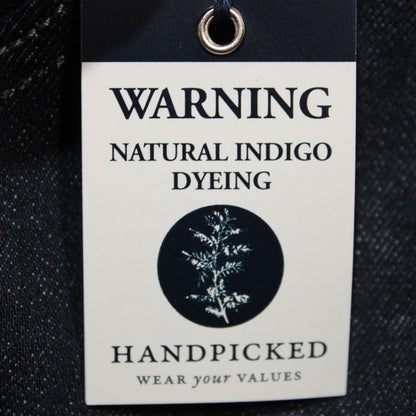 WARNING
NATURAL INDIGO
DYEING
HANDPICKED
WEAR your VALUES